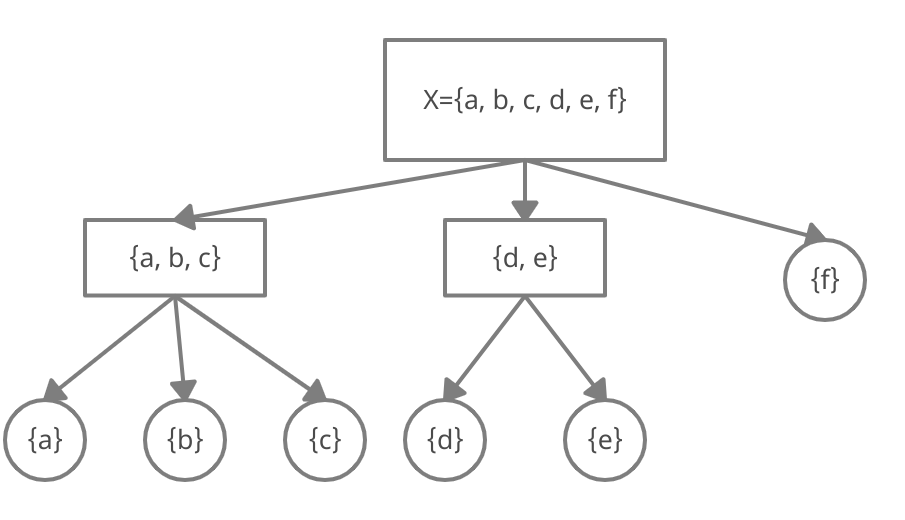 X={a, b, c, d, e, f}
{a, b, c}
{d, e}
{f}
{a}
{b}
{c}
{d}
{e}